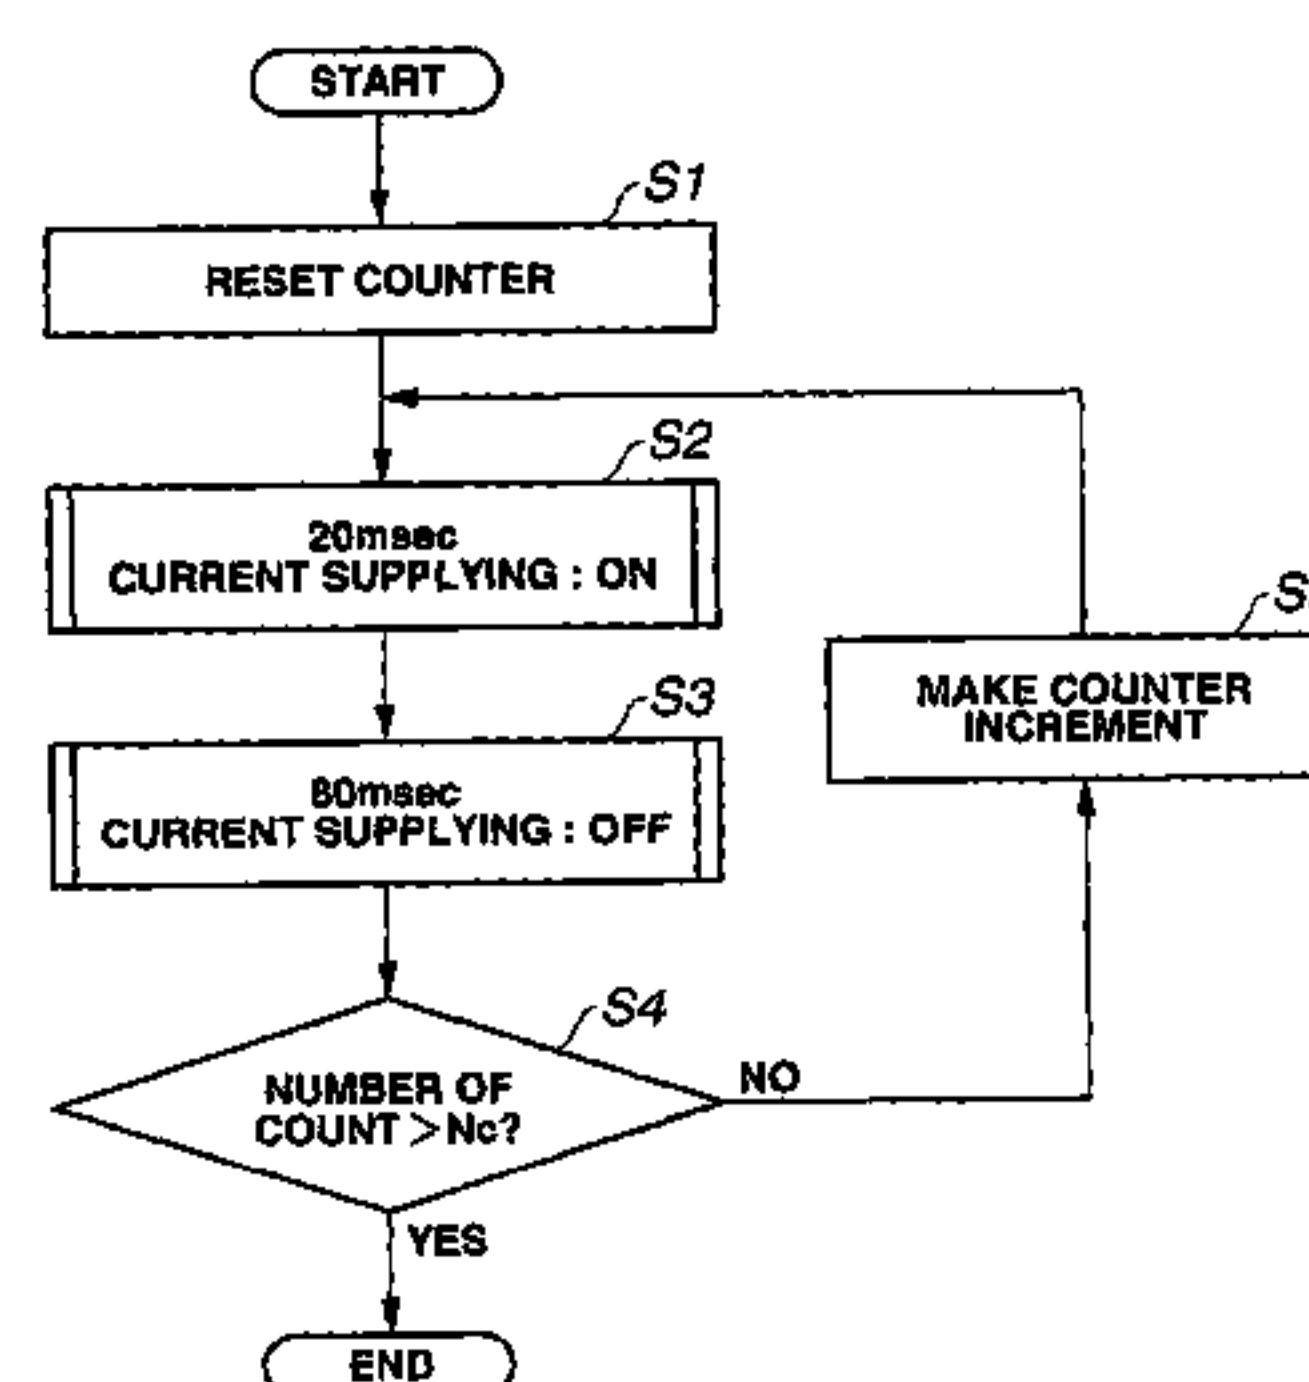 START
S1
RESET COUNTER
S2
20msec
CURRENT SUPPLYING : ON
S3
80msec
CURRENT SUPPLYING : OFF
S4
NUMBER OF
COUNT >Nc?
NO
MAKE COUNTER
INCREMENT
YES
END